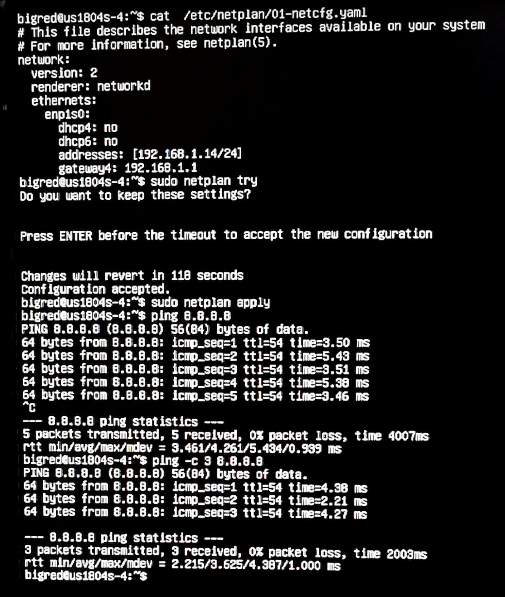 bigred@us1804s-4:~$ cat  /etc/netplan/01-netcfg.yaml
# This file describes the network interfaces available on your system
# For more information, see netplan(5).
network:
  version: 2
  renderer: networkd
  ethernets:
    enp1s0:
      dhcp4: no
      dhcp6: no
      addresses: [192.168.1.14/24]
      gateway4: 192.168.1.1
bigred@us1804s-4:~$ sudo netplan try
Do you want to keep these settings?
Press ENTER before the timeout to accept the new configuration
Changes will revert in 118 seconds
Configuration accepted.
bigred@us1804s-4:~$ sudo netplan apply
bigred@us1804s-4:~$ ping 8.8.8.8
PING 8.8.8.8 (8.8.8.8) 56(84) bytes of data.
64 bytes from 8.8.8.8: icmp_seq=1 ttl=54 time=3.50 ms
64 bytes from 8.8.8.8: icmp_seq=2 ttl=54 time=5.43 ms
64 bytes from 8.8.8.8: icmp_seq=3 ttl=54 time=3.51 ms
64 bytes from 8.8.8.8: icmp_seq=4 ttl=54 time=5.38 ms
64 bytes from 8.8.8.8: icmp_seq=5 ttl=54 time=3.46 ms
^C
--- 8.8.8.8 ping statistics ---
5 packets transmitted, 5 received, 0% packet loss, time 4007ms
rtt min/avg/max/mdev = 3.461/4.261/5.434/0.939 ms
bigred@us1804s-4:~$ ping -c 3 8.8.8.8
PING 8.8.8.8 (8.8.8.8) 56(84) bytes of data.
64 bytes from 8.8.8.8: icmp_seq=1 ttl=54 time=4.38 ms
64 bytes from 8.8.8.8: icmp_seq=2 ttl=54 time=2.21 ms
64 bytes from 8.8.8.8: icmp_seq=3 ttl=54 time=4.27 ms
--- 8.8.8.8 ping statistics ---
3 packets transmitted, 3 received, 0% packet loss, time 2003ms
rtt min/avg/max/mdev = 2.215/3.625/4.387/1.000 ms
bigred@us1804s-4:~$